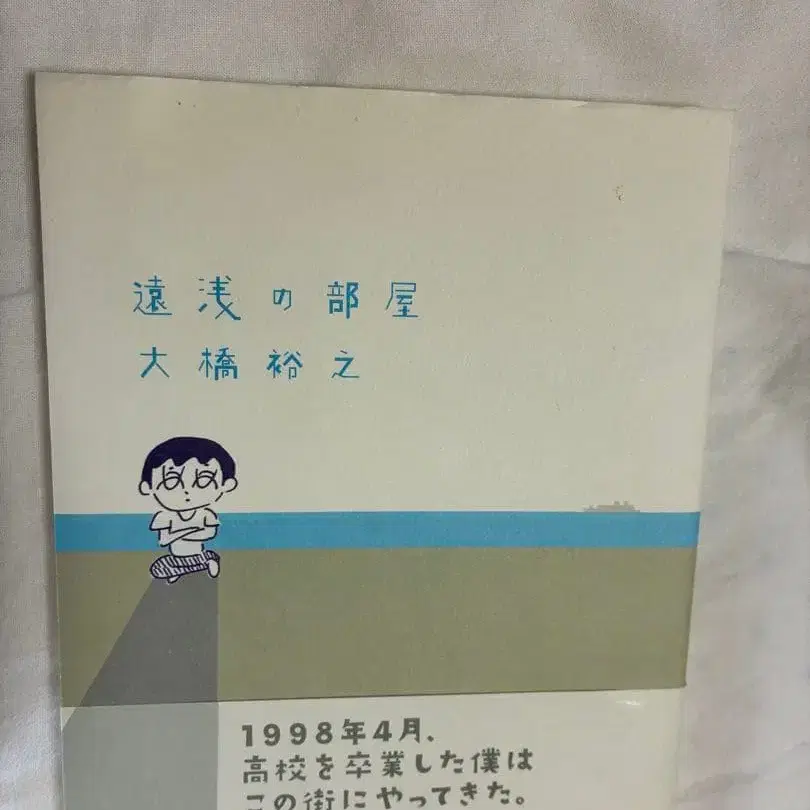 遠浅の部屋
大橋裕之
1998年4月、
高校を卒業した僕は
この街にやってきた。